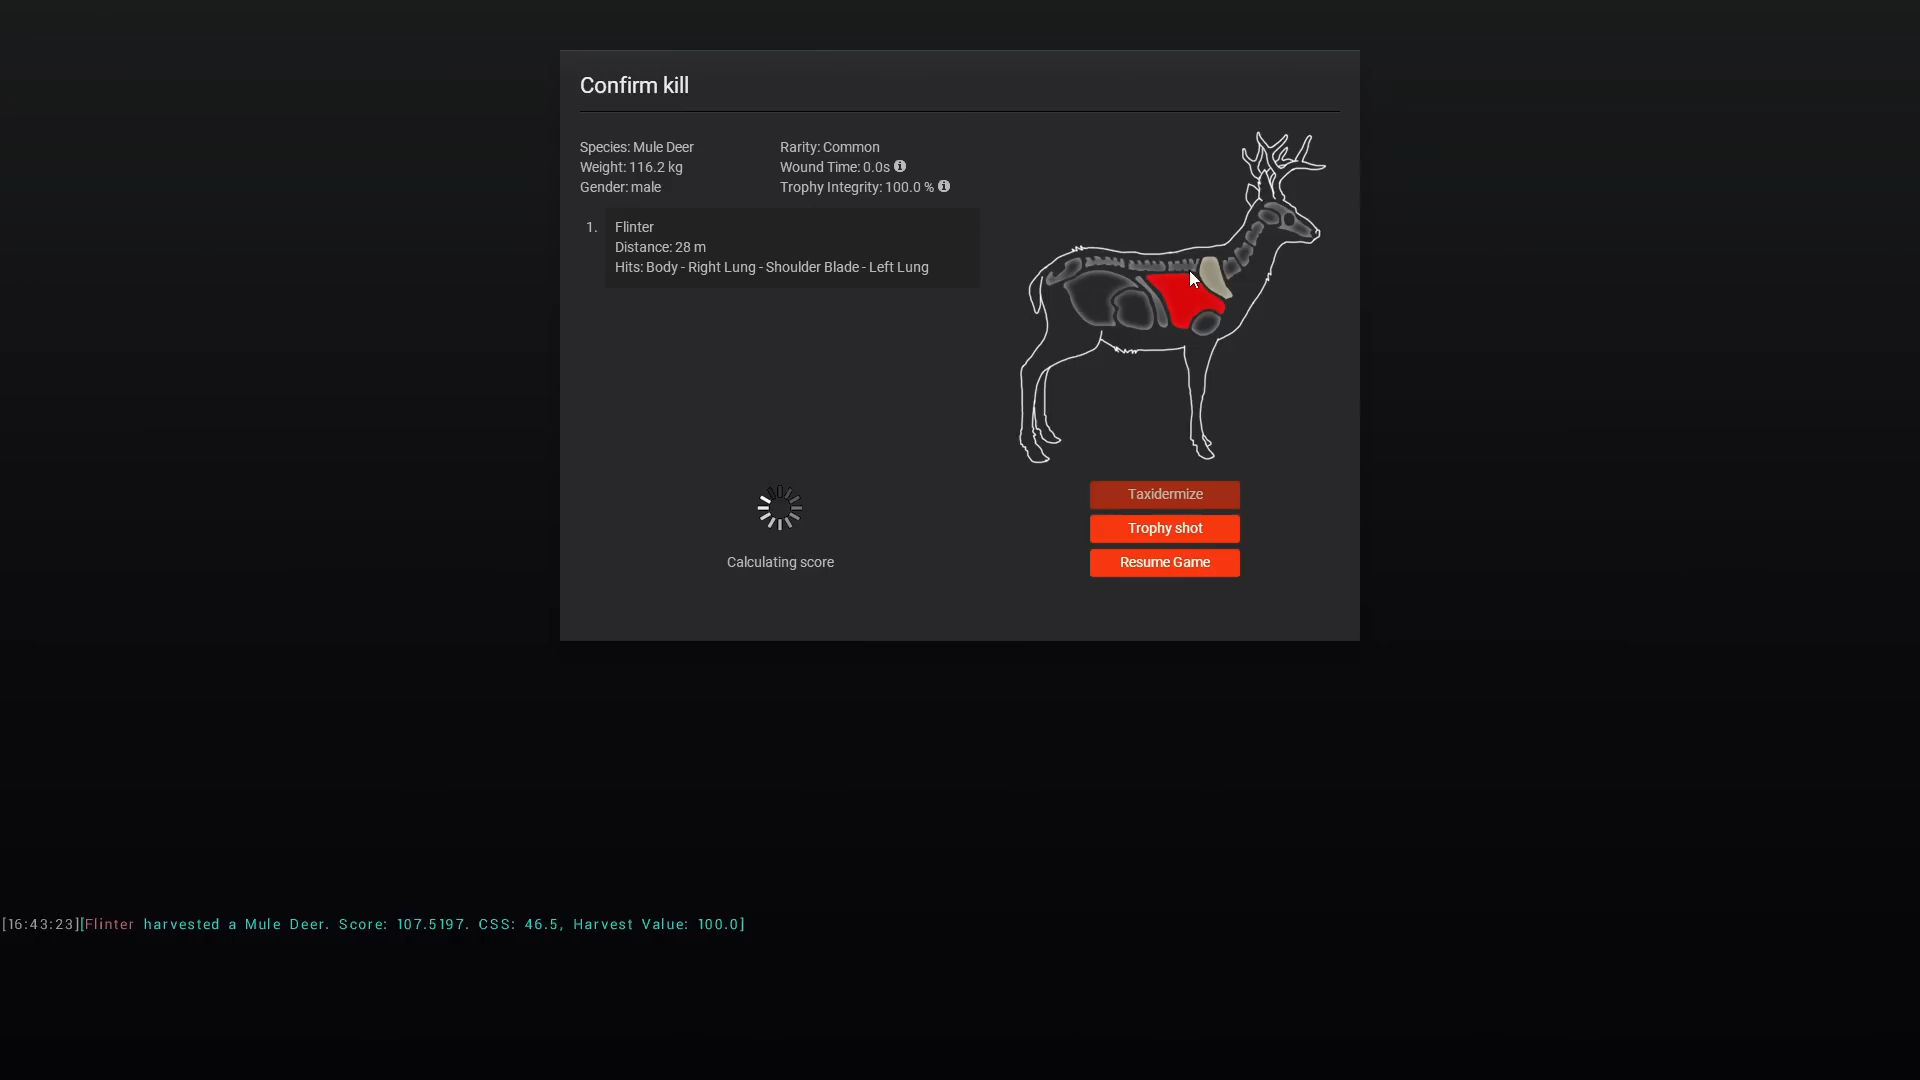 Confirm kill
Species: Mule Deer
Rarity: Common
Weight: 116.2 kg
Wound Time: 0.0s
Gender: male
Trophy Integrity: 100.0 %
1.
Flinter
Distance: 28 m
Hits: Body - Right Lung - Shoulder Blade - Left Lung
Taxidermize
Trophy shot
Calculating score
Resume Game
[16:43:23][Flinter harvested a Mule Deer. Score: 107.5197. CSS: 46.5, Harvest Value: 100.0]